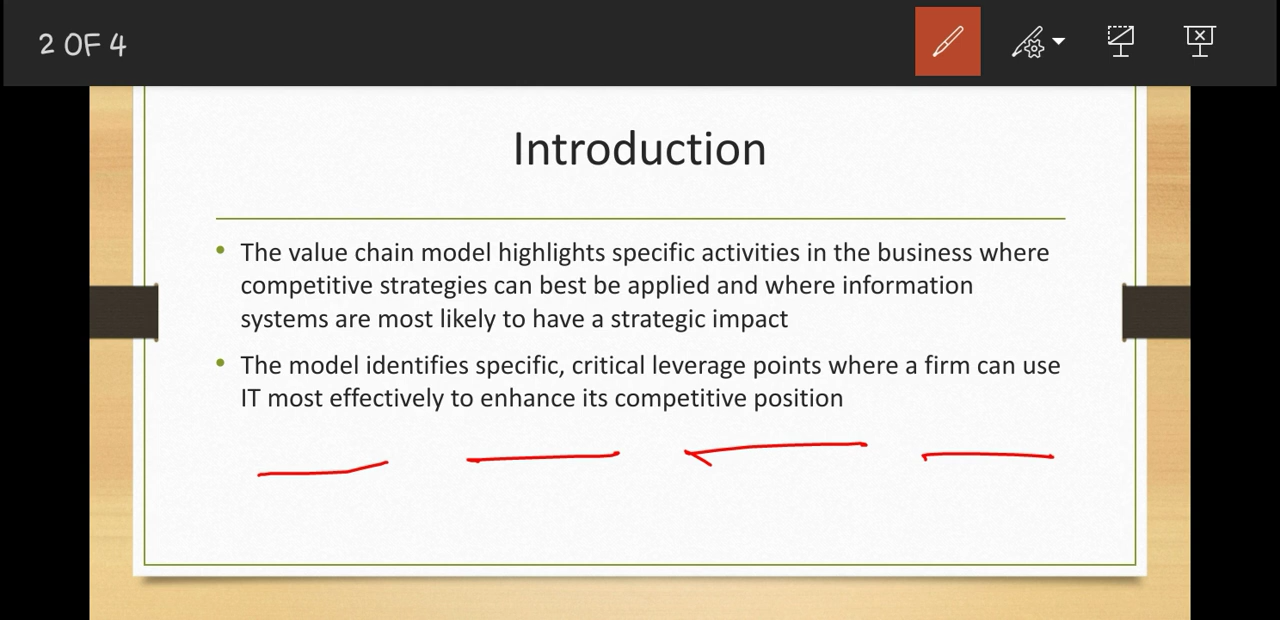 2 OF 4
Introduction
• The value chain model highlights specific activities in the business where
competitive strategies can best be applied and where information
systems are most likely to have a strategic impact
• The model identifies specific, critical leverage points where a firm can use
IT most effectively to enhance its competitive position